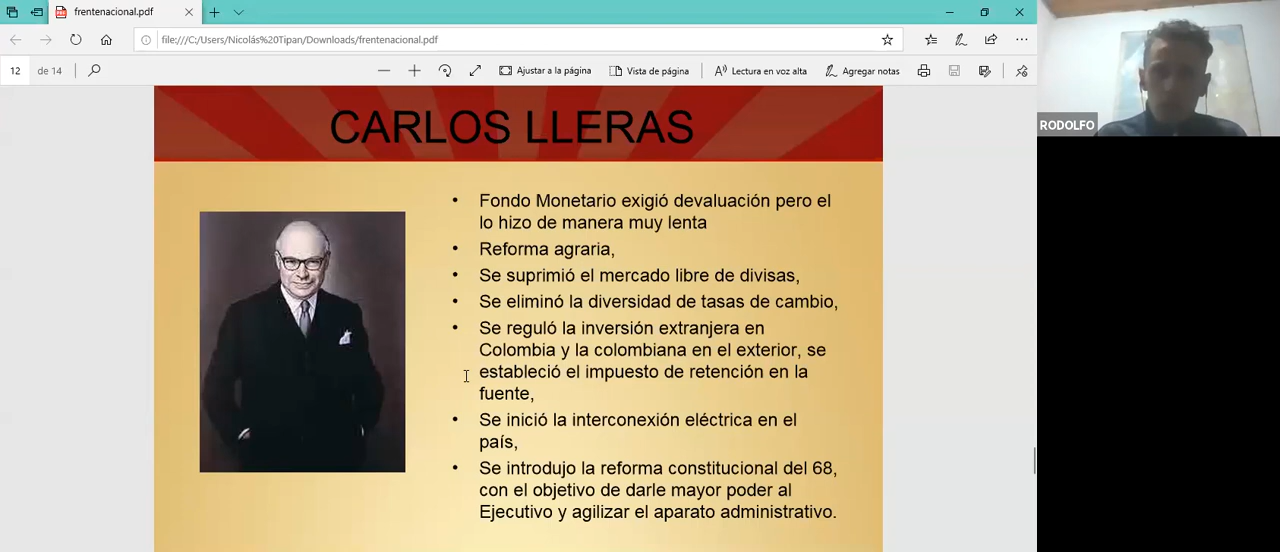 frentenacional.pdf
file:///C:/Users/Nicolás%20Tipan/Downloads/frentenacional.pdf
12 de 14
Ajustar a la página
Vista de página
Lectura en voz alta
Agregar notas
RODOLFO
CARLOS LLERAS
• Fondo Monetario exigió devaluación pero el
lo hizo de manera muy lenta
• Reforma agraria,
• Se suprimió el mercado libre de divisas,
• Se eliminó la diversidad de tasas de cambio,
• Se reguló la inversión extranjera en
Colombia y la colombiana en el exterior, se
estableció el impuesto de retención en la
fuente,
• Se inició la interconexión eléctrica en el
país,
• Se introdujo la reforma constitucional del 68,
con el objetivo de darle mayor poder al
Ejecutivo y agilizar el aparato administrativo.